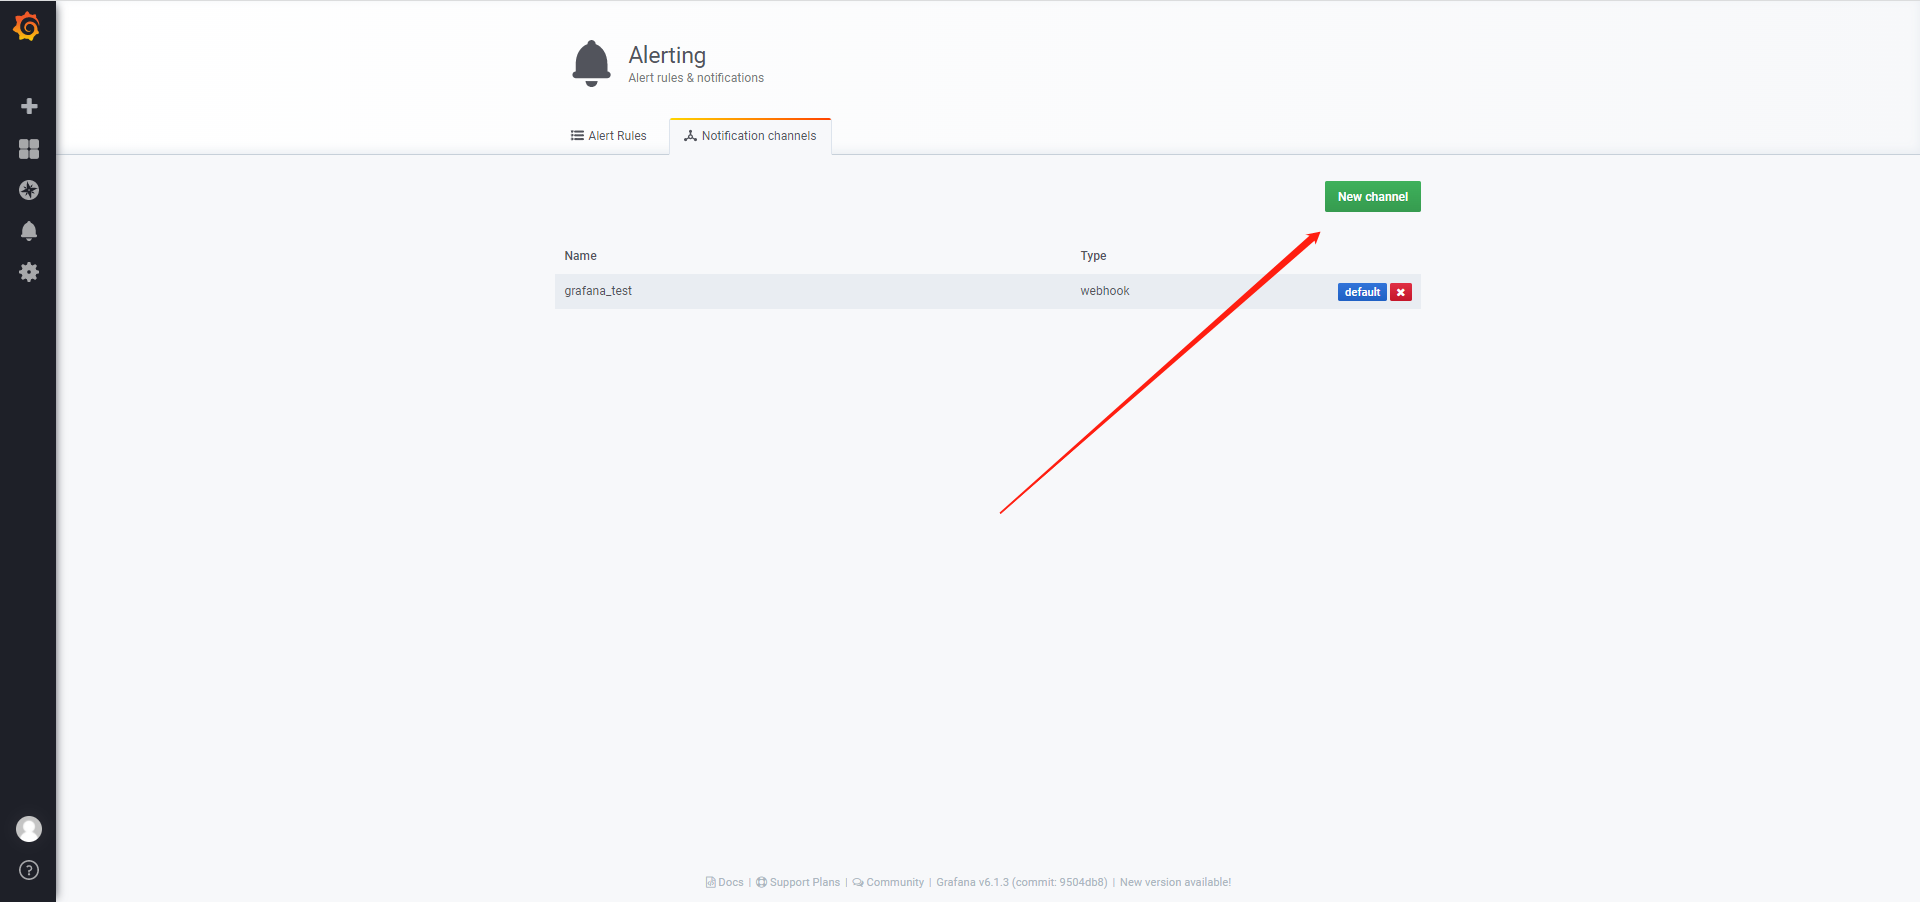 Alerting
Alert rules & notifications
Alert Rules
Notification channels
New channel
Name Type
grafana_test webhook default
Docs | Support Plans | Community | Grafana v6.1.3 (commit: 9504db8) | New version available!